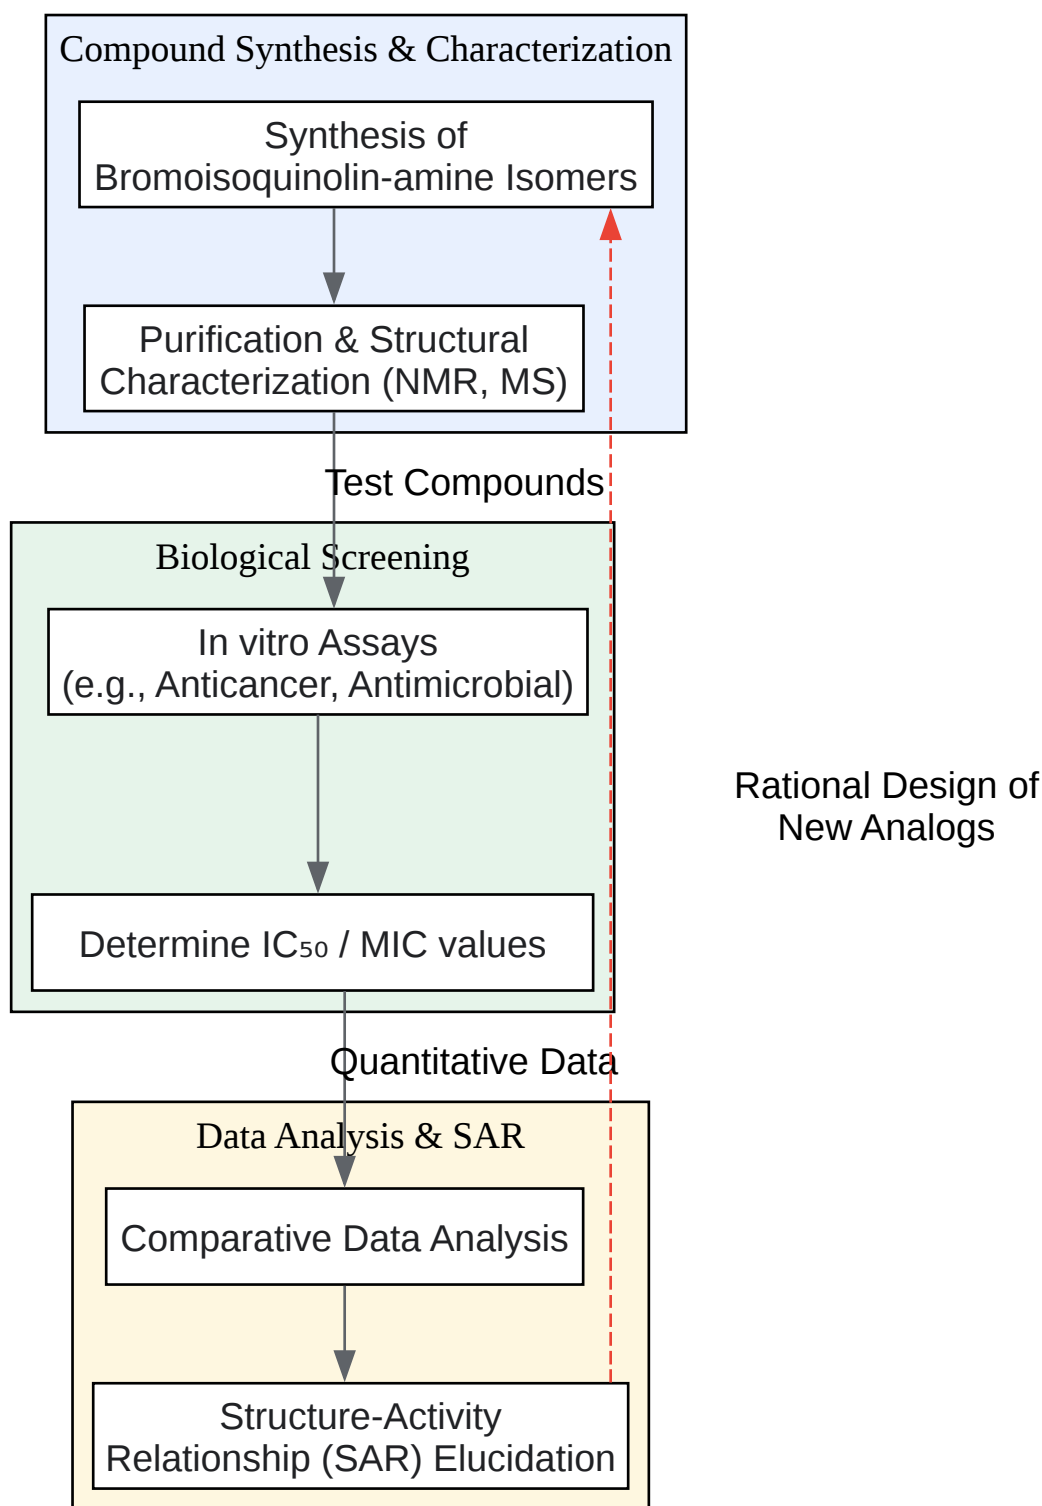 Compound Synthesis & Characterization
Synthesis of
Bromoisoquinolin-amine Isomers
Purification & Structural
Characterization (NMR, MS)
Test Compounds
Biological Screening
In vitro Assays
(e.g., Anticancer, Antimicrobial)
Rational Design of
New Analogs
Determine IC₅₀ / MIC values
Quantitative Data
Data Analysis & SAR
Comparative Data Analysis
Structure-Activity
Relationship (SAR) Elucidation